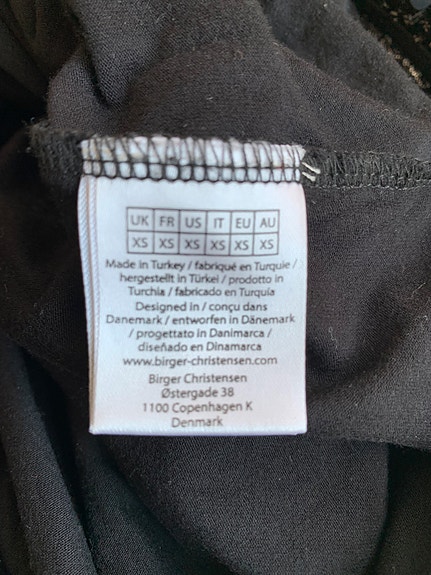 UK FR US IT EU AU
XS XS XS XS XS XS
Made in Turkey / fabriqué en Turquie /
hergestellt in Türkei / prodotto in
Turchia / fabricado en Turquía
Designed in / conçu dans
Danemark / entworfen in Dänemark
/ progettato in Danimarca /
diseñado en Dinamarca
www.birger-christensen.com
Birger Christensen
Østergade 38
1100 Copenhagen K
Denmark